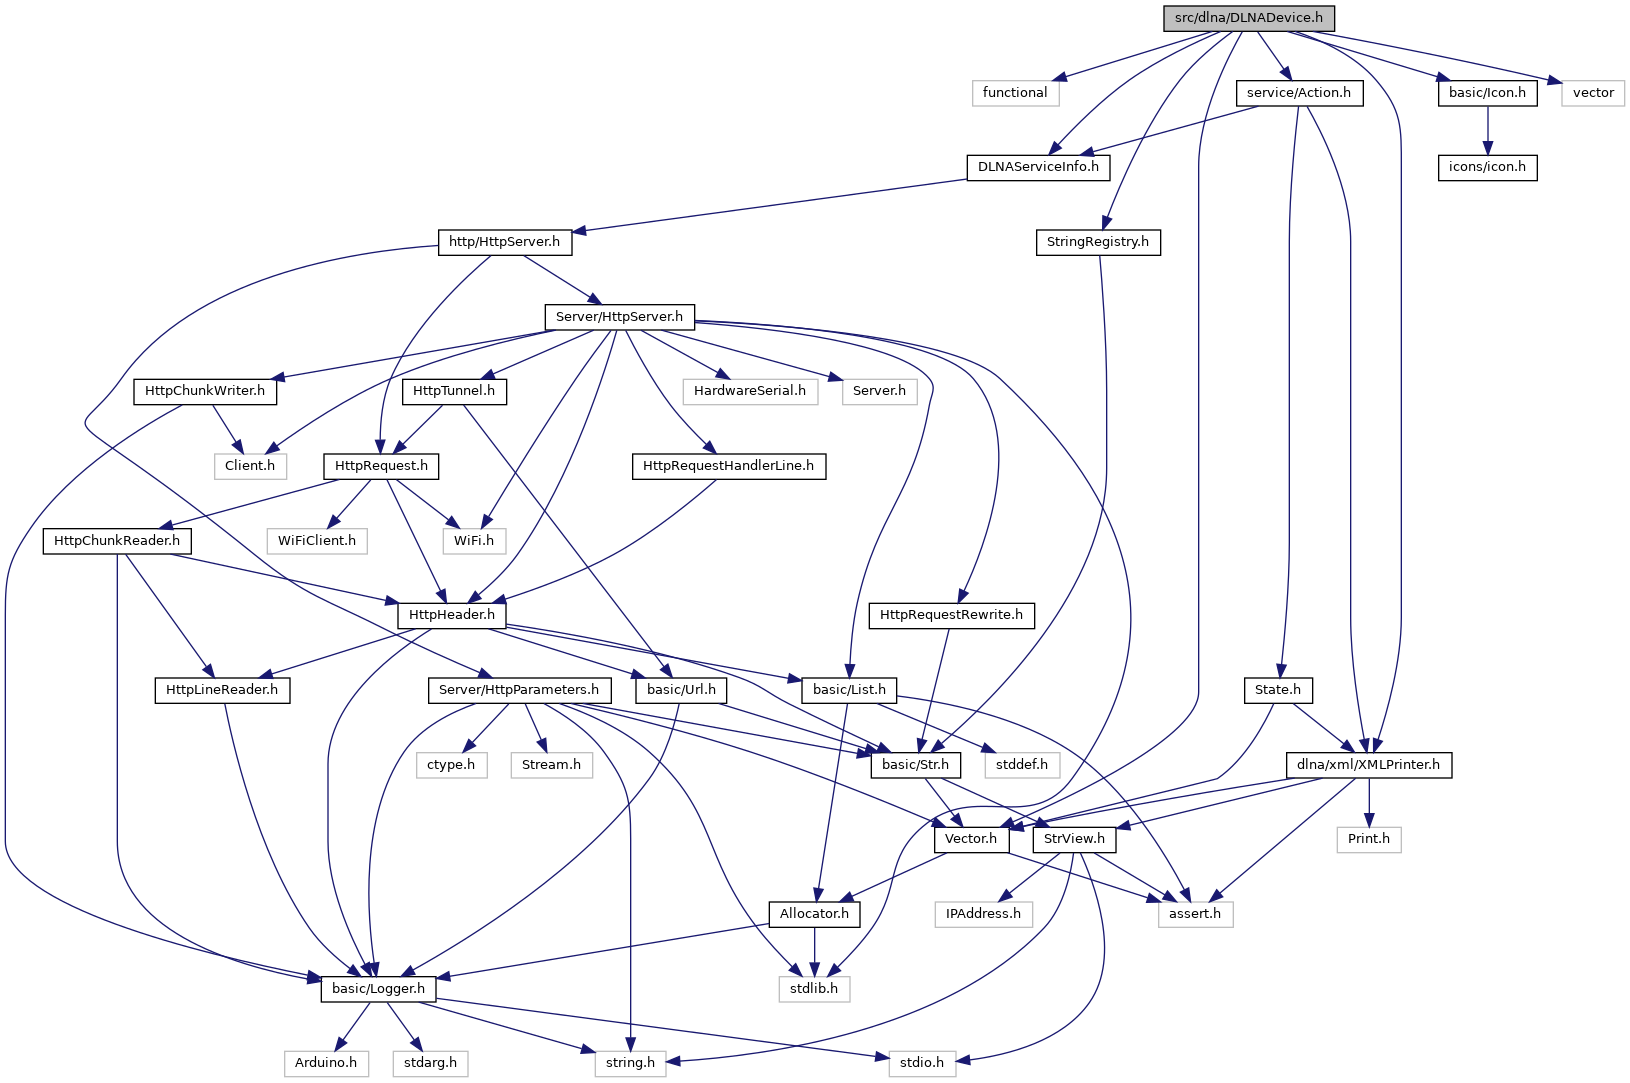 src/dlna/DLNADevice.h
functional
service/Action.h
basic/Icon.h
vector
DLNAServiceInfo.h
icons/icon.h
http/HttpServer.h
StringRegistry.h
Server/HttpServer.h
HttpChunkWriter.h
HttpTunnel.h
HardwareSerial.h
Server.h
Client.h
HttpRequest.h
HttpRequestHandlerLine.h
HttpChunkReader.h
WiFiClient.h
WiFi.h
HttpHeader.h
HttpRequestRewrite.h
HttpLineReader.h
Server/HttpParameters.h
basic/Url.h
basic/List.h
State.h
ctype.h
Stream.h
basic/Str.h
stddef.h
dlna/xml/XMLPrinter.h
Vector.h
StrView.h
Print.h
Allocator.h
IPAddress.h
assert.h
basic/Logger.h
stdlib.h
Arduino.h
stdarg.h
string.h
stdio.h